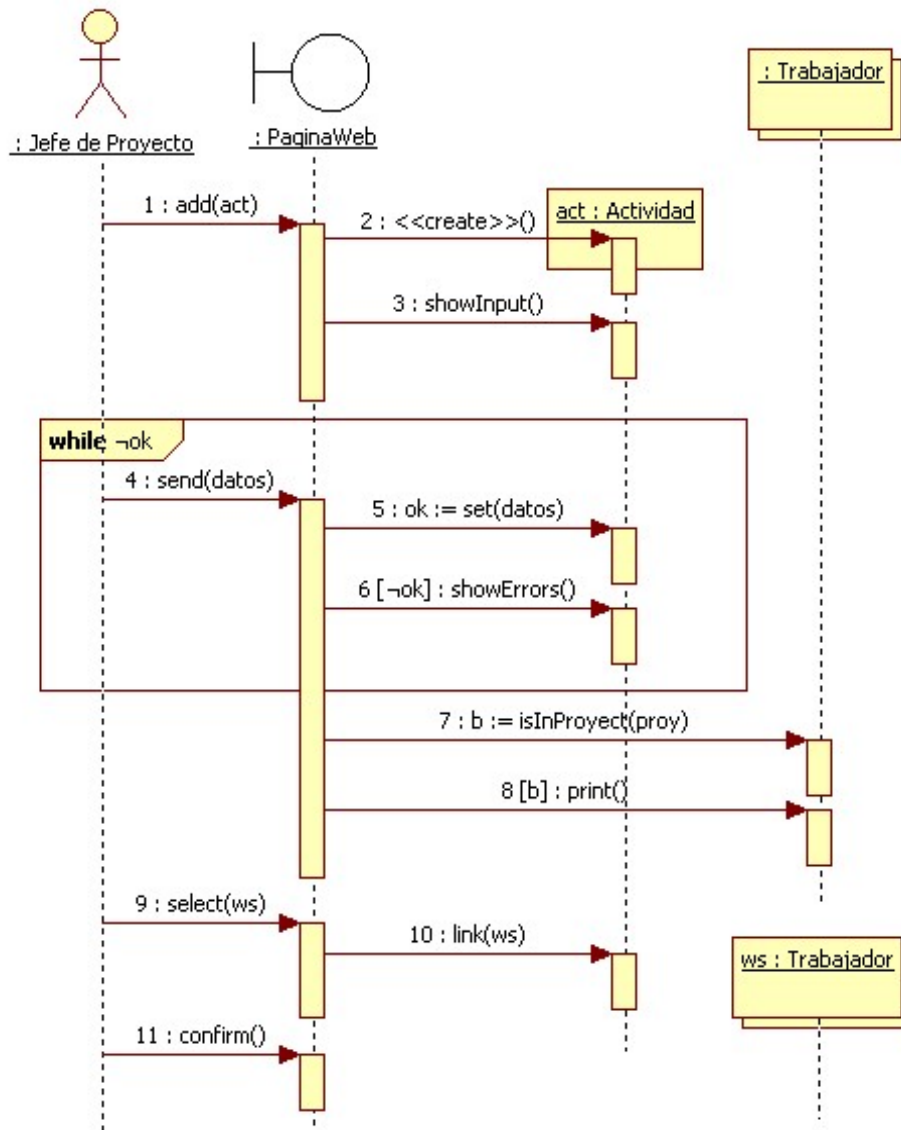 : Trabajador
: Jefe de Proyecto
: PaginaWeb
1 : add(act)
2 : <<create>>()
act : Actividad
3 : showInput()
while ¬ok
4 : send(datos)
5 : ok := set(datos)
6 [¬ok] : showErrors()
7 : b := isInProyect(proy)
8 [b] : print()
9 : select(ws)
10 : link(ws)
ws : Trabajador
11 : confirm()